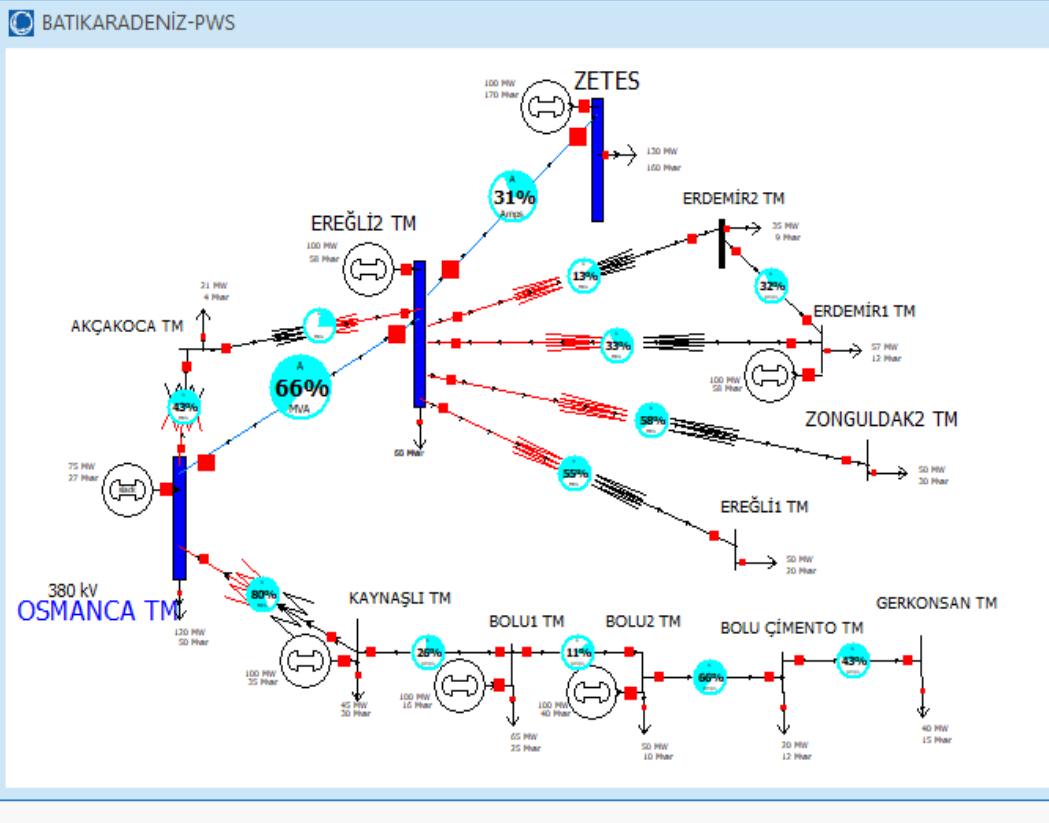 BATIKARADENİZ-PWS
ZETES
100 MW
170 Mvar
130 MW
160 Mvar
A
31%
Amps
ERDEMİR2 TM
35 MW
9 Mvar
EREĞLİ2 TM
100 MW
58 Mvar
13%
32%
21 MW
4 Mvar
AKÇAKOCA TM
ERDEMİR1 TM
33%
57 MW
12 Mvar
A
66%
MVA
100 MW
58 Mvar
43%
58%
ZONGULDAK2 TM
60 Mvar
50 MW
30 Mvar
75 MW
27 Mvar
55%
EREĞLİ1 TM
50 MW
20 Mvar
380 kV
OSMANCA TM
80%
KAYNAŞLI TM
120 MW
50 Mvar
BOLU1 TM
BOLU2 TM
BOLU ÇİMENTO TM
GERKONSAN TM
26%
11%
66%
43%
100 MW
35 Mvar
100 MW
16 Mvar
100 MW
40 Mvar
45 MW
30 Mvar
65 MW
25 Mvar
50 MW
10 Mvar
20 MW
12 Mvar
40 MW
15 Mvar